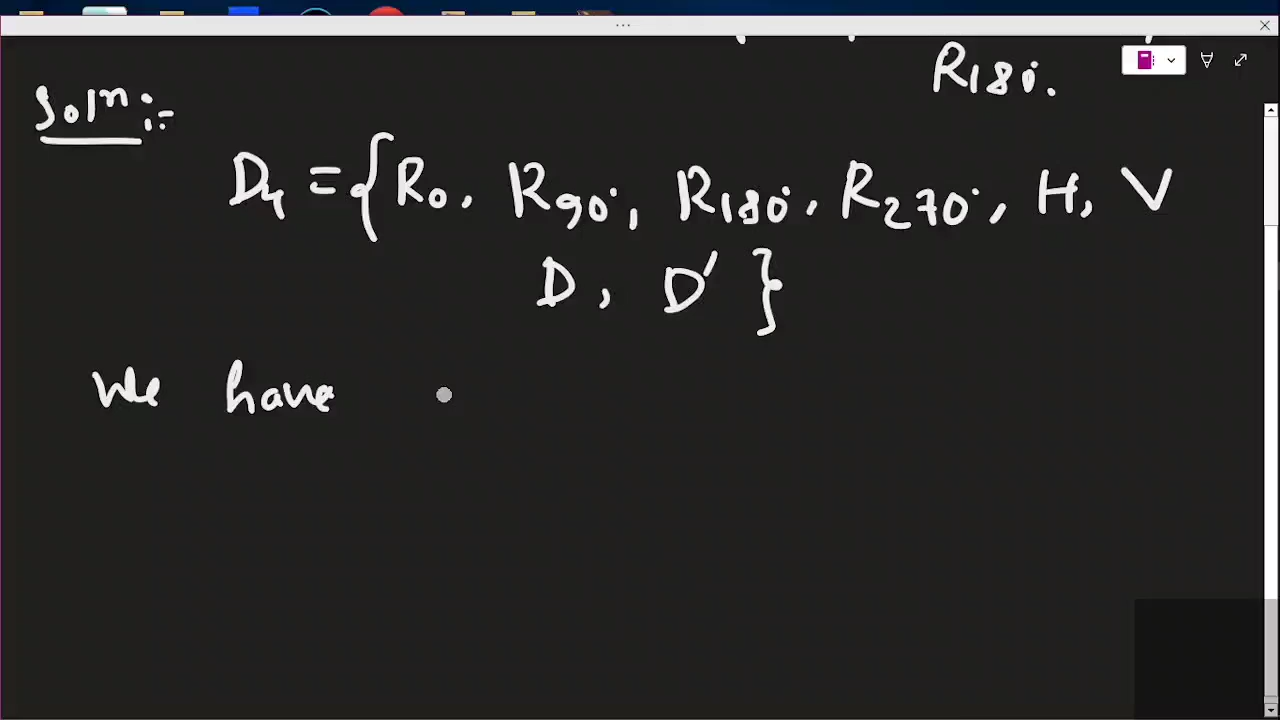 R180.
Soln:-
D4 = {R0, R90°, R180°, R270°, H, V
D, D' }
We have